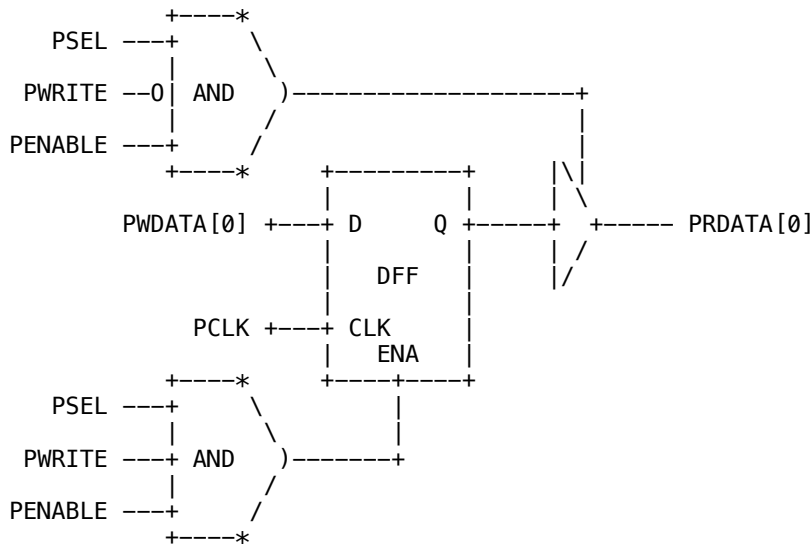 PSEL
PWRITE O AND
PENABLE
PWDATA[0] D Q PRDATA[0]
DFF
PCLK CLK
ENA
PSEL
PWRITE AND
PENABLE